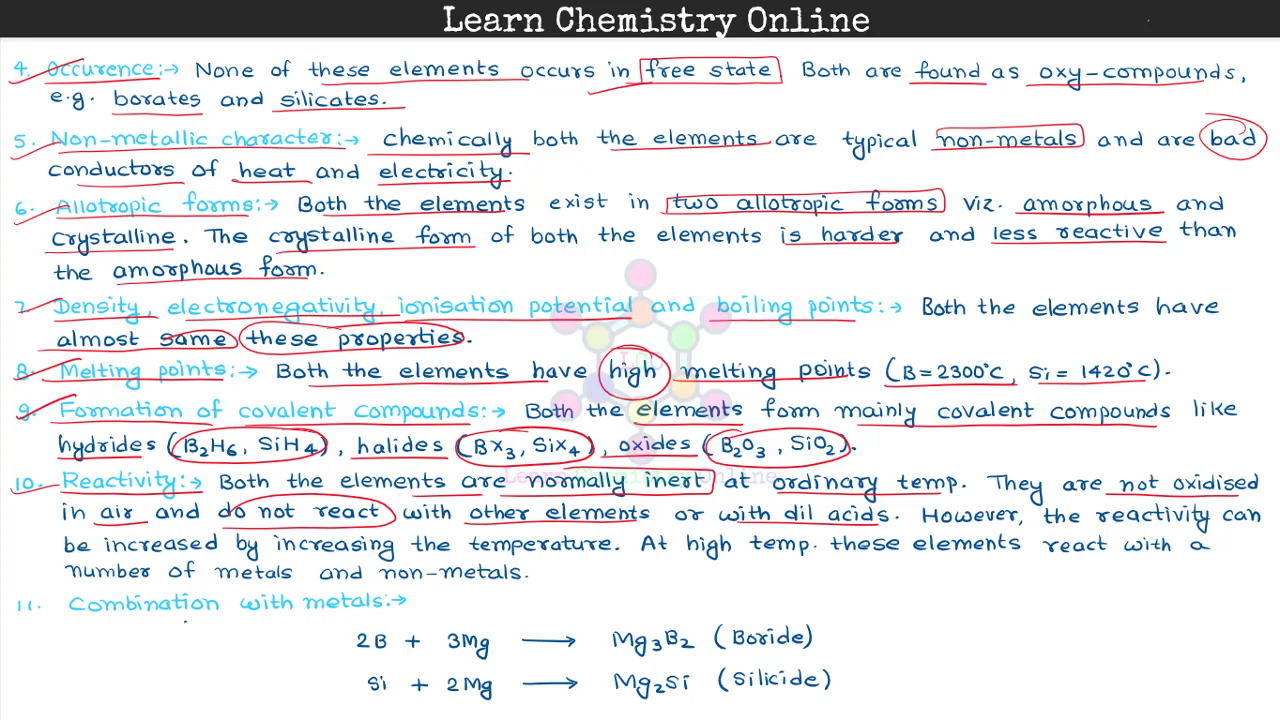 Learn Chemistry Online
4. Occurence:→ None of these elements occurs in free state Both are found as oxy-compounds,
e.g. borates and silicates.
5. Non-metallic character:→ chemically both the elements are typical non-metals and are bad
conductors of heat and electricity.
6. Allotropic forms:→ Both the elements exist in two allotropic forms viz. amorphous and
crystalline. The crystalline form of both the elements is harder and less reactive than
the amorphous form.
7. Density, electronegativity, ionisation potential and boiling points:→ Both the elements have
almost same these properties.
8. Melting points:→ Both the elements have high melting points (B=2300°C, Si= 1420°C).
9. Formation of covalent compounds:→ Both the elements form mainly covalent compounds like
hydrides (B₂H₆, SiH₄), halides (BX₃, SiX₄), oxides (B₂O₃, SiO₂).
Learn Chemistry Online
10. Reactivity:→ Both the elements are normally inert at ordinary temp. They are not oxidised
in air and do not react with other elements or with dil acids. However, the reactivity can
be increased by increasing the temperature. At high temp. these elements react with a
number of metals and non-metals.
11. Combination with metals:→
2B + 3Mg ⟶ Mg₃B₂ (Boride)
Si + 2Mg ⟶ Mg₂Si (Silicide)